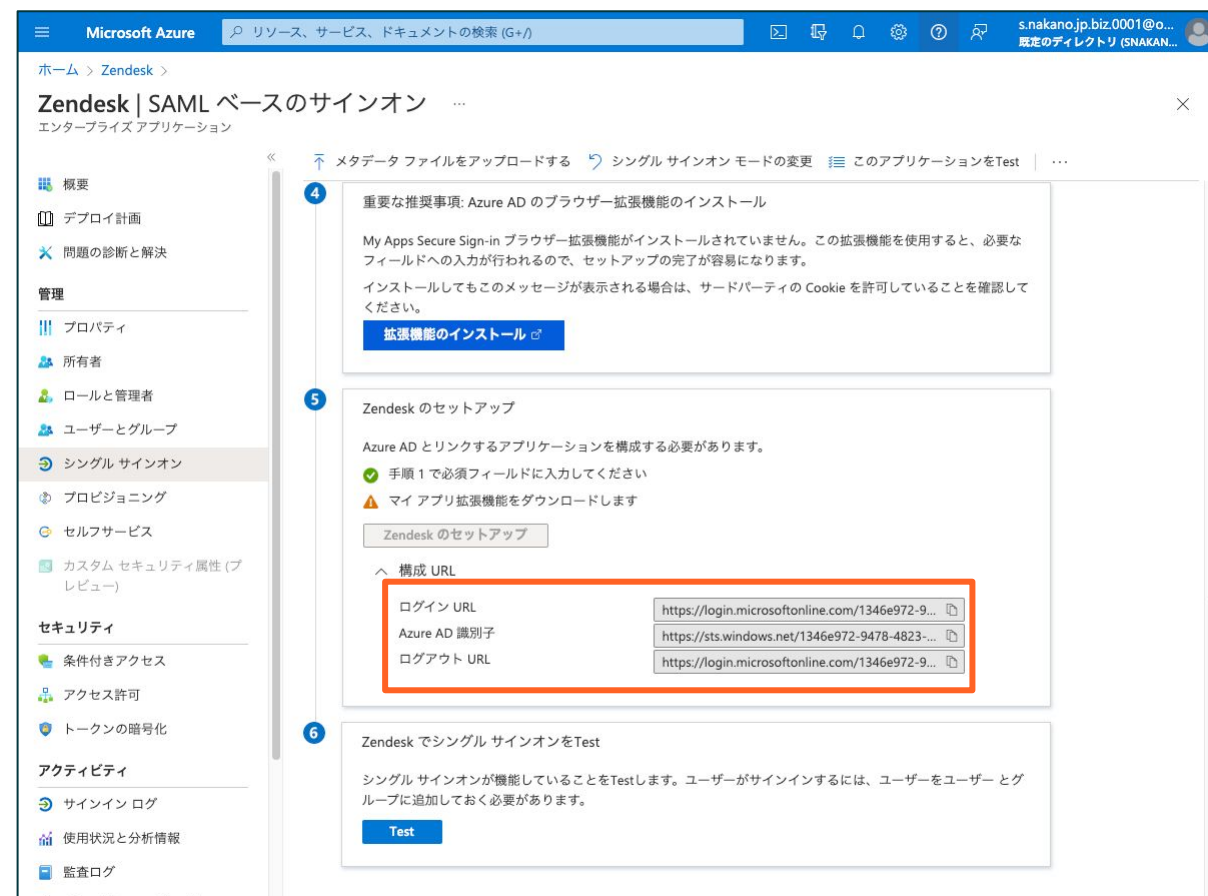 Microsoft Azure
リソース、サービス、ドキュメントの検索 (G+/)
s.nakano.jp.biz.0001@o...
既定のディレクトリ (SNAKAN...
ホーム > Zendesk >
Zendesk | SAML ベースのサインオン ...
エンタープライズ アプリケーション
メタデータ ファイルをアップロードする シングル サインオン モードの変更 このアプリケーションをTest ...
概要
デプロイ計画
問題の診断と解決
管理
プロパティ
所有者
ロールと管理者
ユーザーとグループ
シングル サインオン
プロビジョニング
セルフサービス
カスタム セキュリティ属性 (プ
レビュー)
セキュリティ
条件付きアクセス
アクセス許可
トークンの暗号化
アクティビティ
サインイン ログ
使用状況と分析情報
監査ログ
4
重要な推奨事項: Azure AD のブラウザー拡張機能のインストール
My Apps Secure Sign-in ブラウザー拡張機能がインストールされていません。この拡張機能を使用すると、必要な
フィールドへの入力が行われるので、セットアップの完了が容易になります。
インストールしてもこのメッセージが表示される場合は、サードパーティの Cookie を許可していることを確認して
ください。
拡張機能のインストール
5
Zendesk のセットアップ
Azure AD とリンクするアプリケーションを構成する必要があります。
手順 1 で必須フィールドに入力してください
マイ アプリ拡張機能をダウンロードします
Zendesk のセットアップ
構成 URL
ログイン URL https://login.microsoftonline.com/1346e972-9...
Azure AD 識別子 https://sts.windows.net/1346e972-9478-4823-...
ログアウト URL https://login.microsoftonline.com/1346e972-9...
6
Zendesk でシングル サインオンをTest
シングル サインオンが機能していることをTestします。ユーザーがサインインするには、ユーザーをユーザー とグ
ループに追加しておく必要があります。
Test